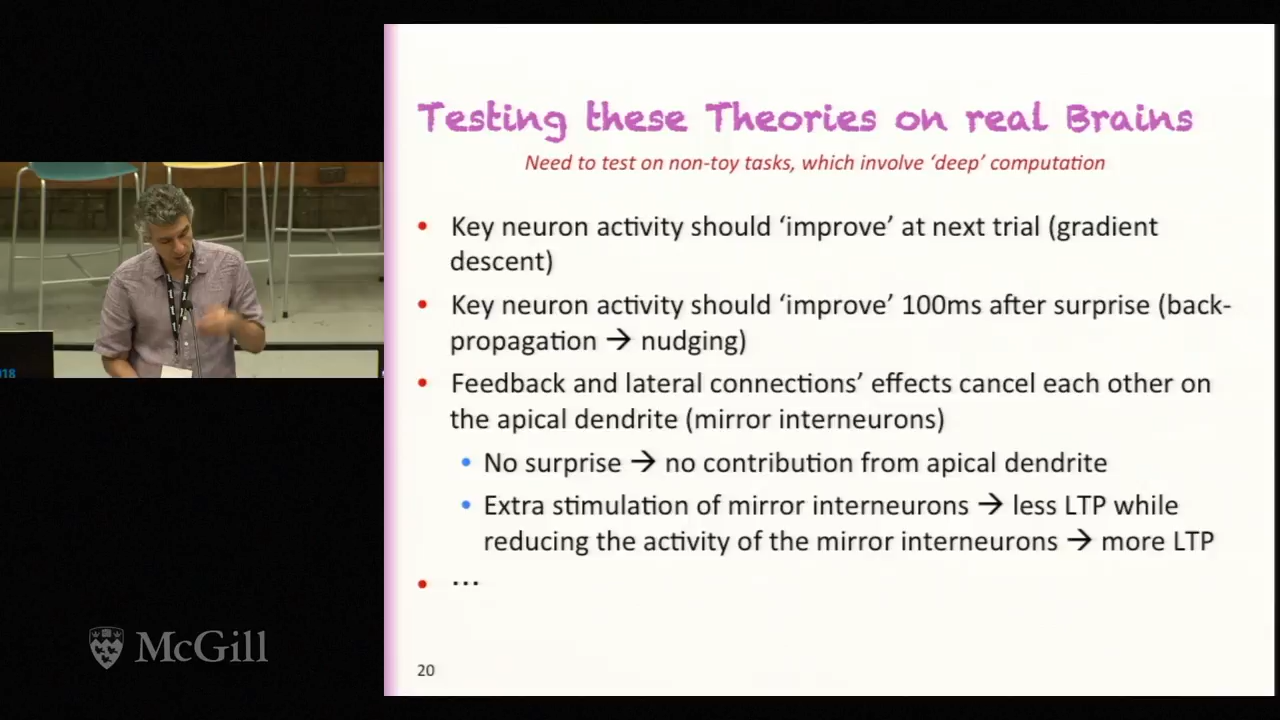 Testing these Theories on real Brains
Need to test on non-toy tasks, which involve ‘deep’ computation
• Key neuron activity should ‘improve’ at next trial (gradient
descent)
• Key neuron activity should ‘improve’ 100ms after surprise (back-
propagation → nudging)
• Feedback and lateral connections’ effects cancel each other on
the apical dendrite (mirror interneurons)
• No surprise → no contribution from apical dendrite
• Extra stimulation of mirror interneurons → less LTP while
reducing the activity of the mirror interneurons → more LTP
• ...
20
018
McGill